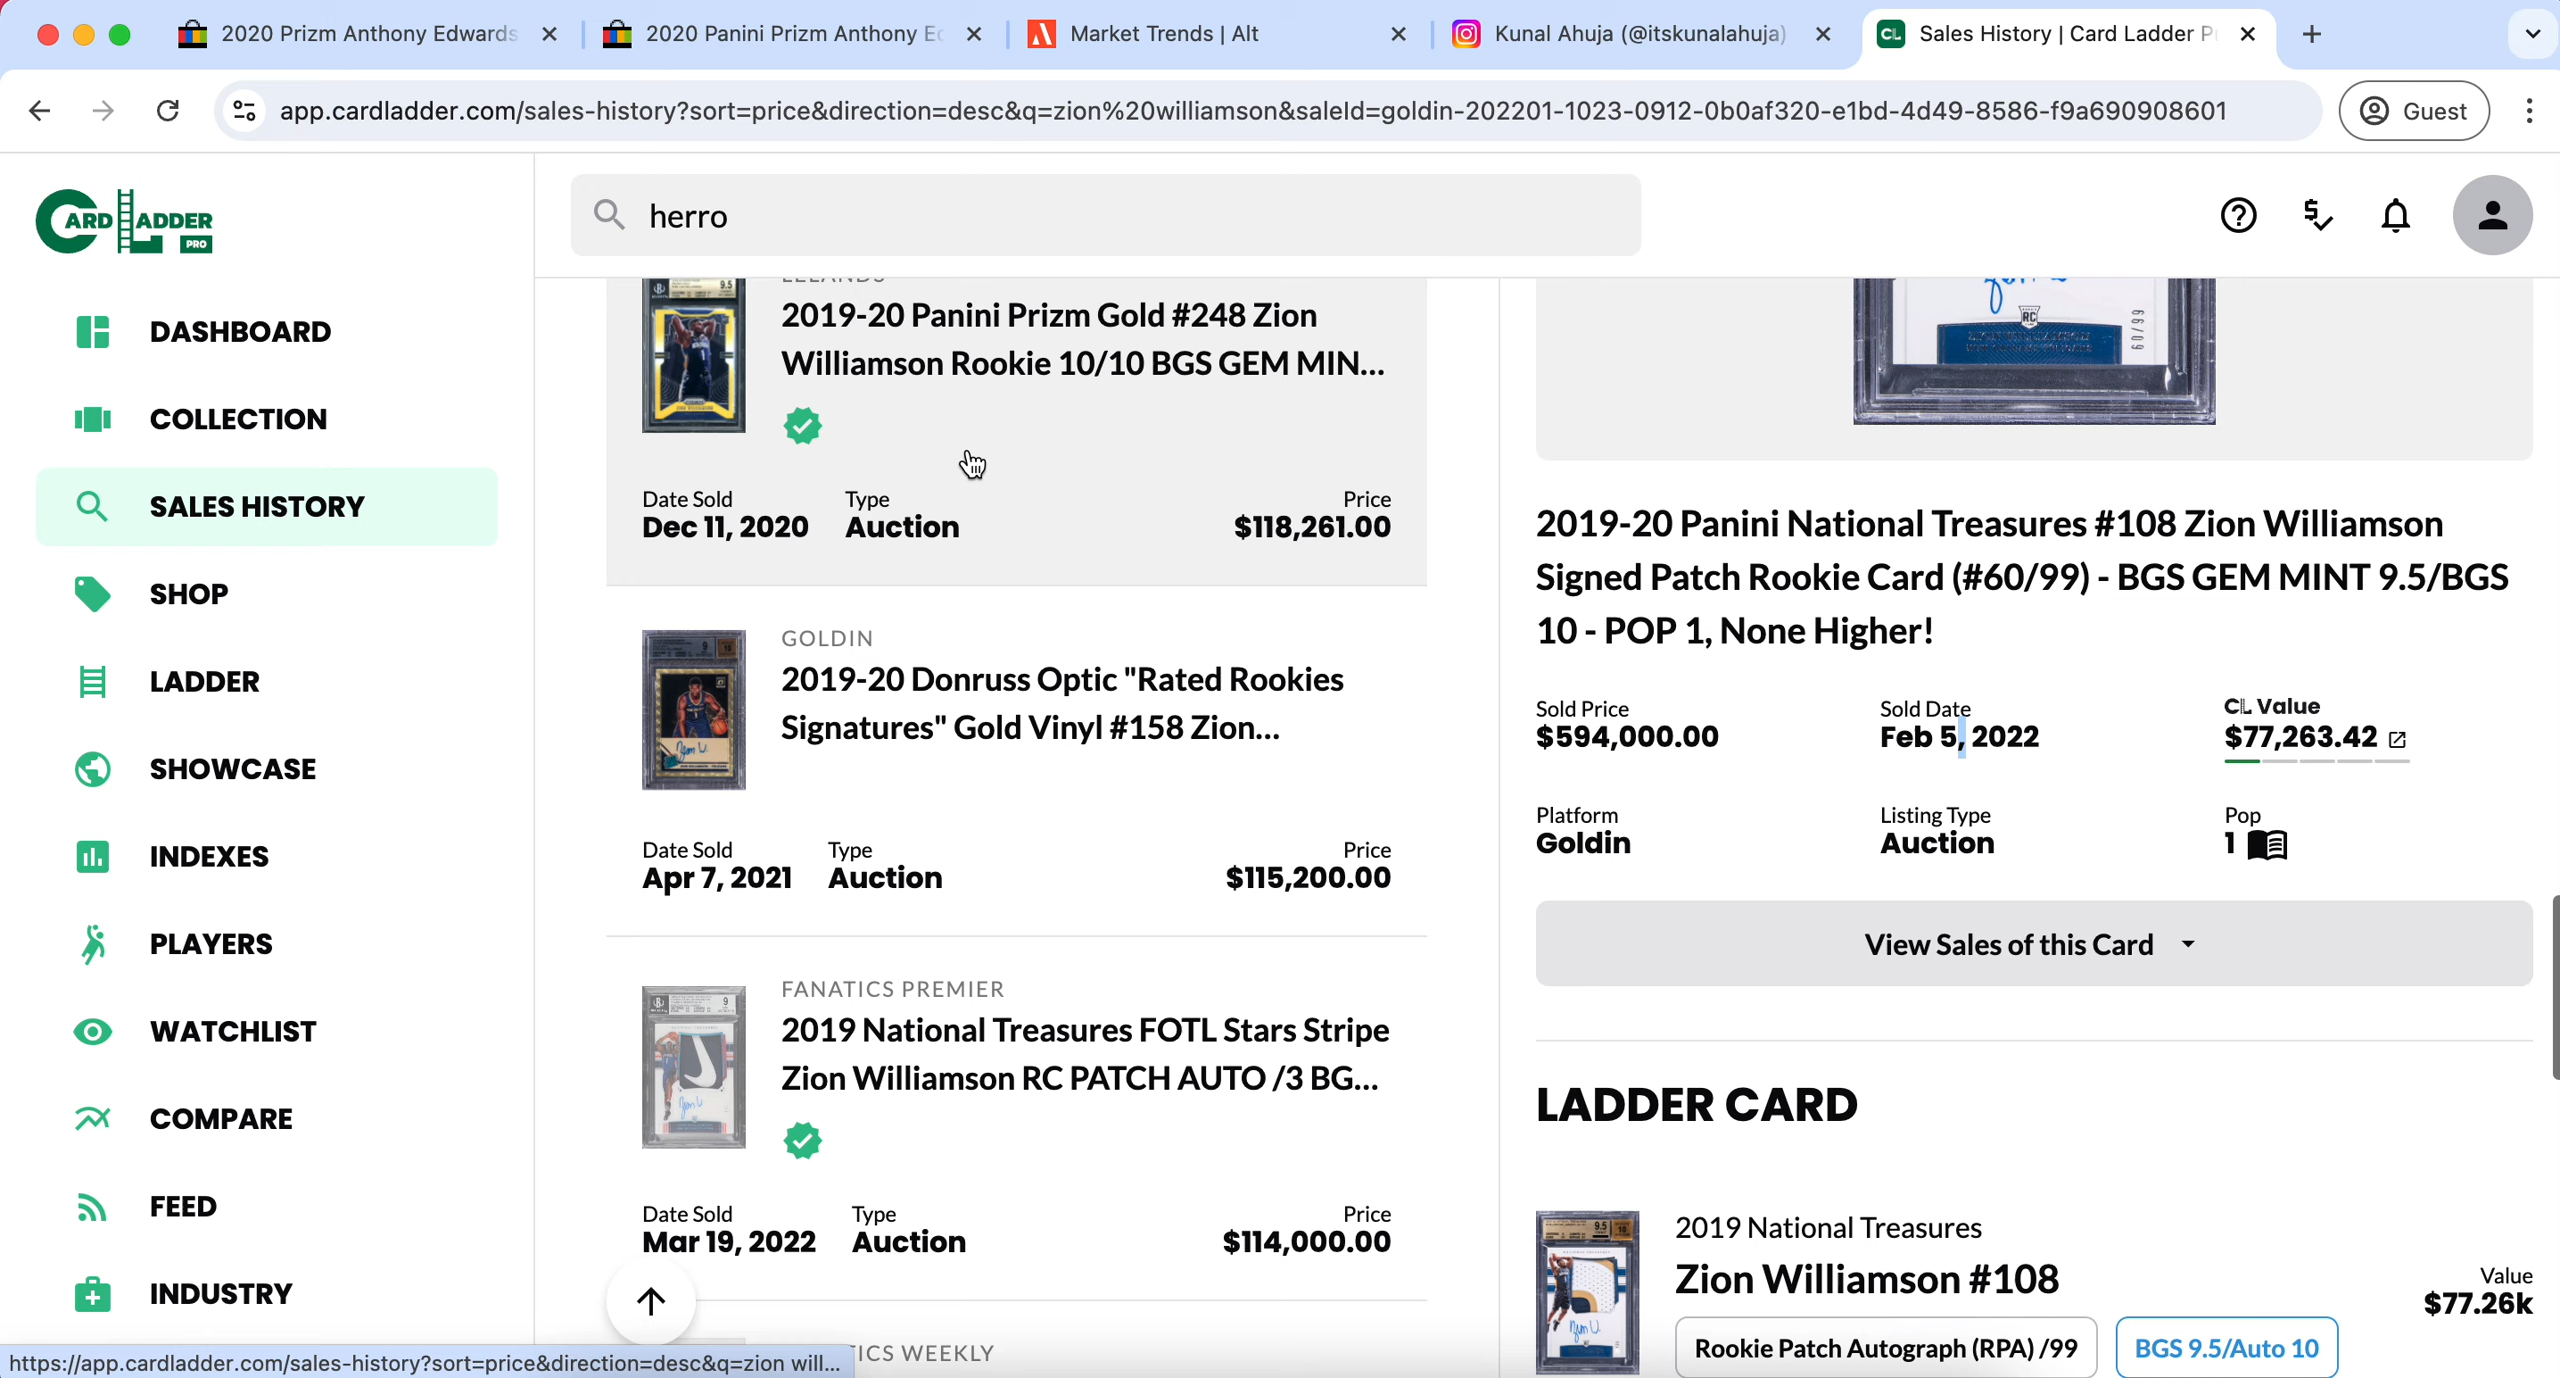 2020 Prizm Anthony Edwards
2020 Panini Prizm Anthony Ed
Market Trends | Alt
Kunal Ahuja (@itskunalahuja)
CL
Sales History | Card Ladder P
app.cardladder.com/sales-history?sort=price&direction=desc&q=zion%20williamson&saleId=goldin-202201-1023-0912-0b0af320-e1bd-4d49-8586-f9a690908601
Guest
CARD LADDER
PRO
herro
DASHBOARD
COLLECTION
SALES HISTORY
SHOP
LADDER
SHOWCASE
INDEXES
PLAYERS
WATCHLIST
COMPARE
FEED
INDUSTRY
LELANDS
2019-20 Panini Prizm Gold #248 Zion
Williamson Rookie 10/10 BGS GEM MIN...
Date Sold
Type
Price
Dec 11, 2020
Auction
$118,261.00
GOLDIN
2019-20 Donruss Optic "Rated Rookies
Signatures" Gold Vinyl #158 Zion...
Date Sold
Type
Price
Apr 7, 2021
Auction
$115,200.00
FANATICS PREMIER
2019 National Treasures FOTL Stars Stripe
Zion Williamson RC PATCH AUTO /3 BG...
Date Sold
Type
Price
Mar 19, 2022
Auction
$114,000.00
ICS WEEKLY
https://app.cardladder.com/sales-history?sort=price&direction=desc&q=zion will...
RC
60/99
2019-20 Panini National Treasures #108 Zion Williamson
Signed Patch Rookie Card (#60/99) - BGS GEM MINT 9.5/BGS
10 - POP 1, None Higher!
Sold Price
Sold Date
CL Value
$594,000.00
Feb 5, 2022
$77,263.42
Platform
Listing Type
Pop
Goldin
Auction
1
View Sales of this Card
LADDER CARD
2019 National Treasures
Zion Williamson #108
Value
$77.26k
Rookie Patch Autograph (RPA) /99
BGS 9.5/Auto 10